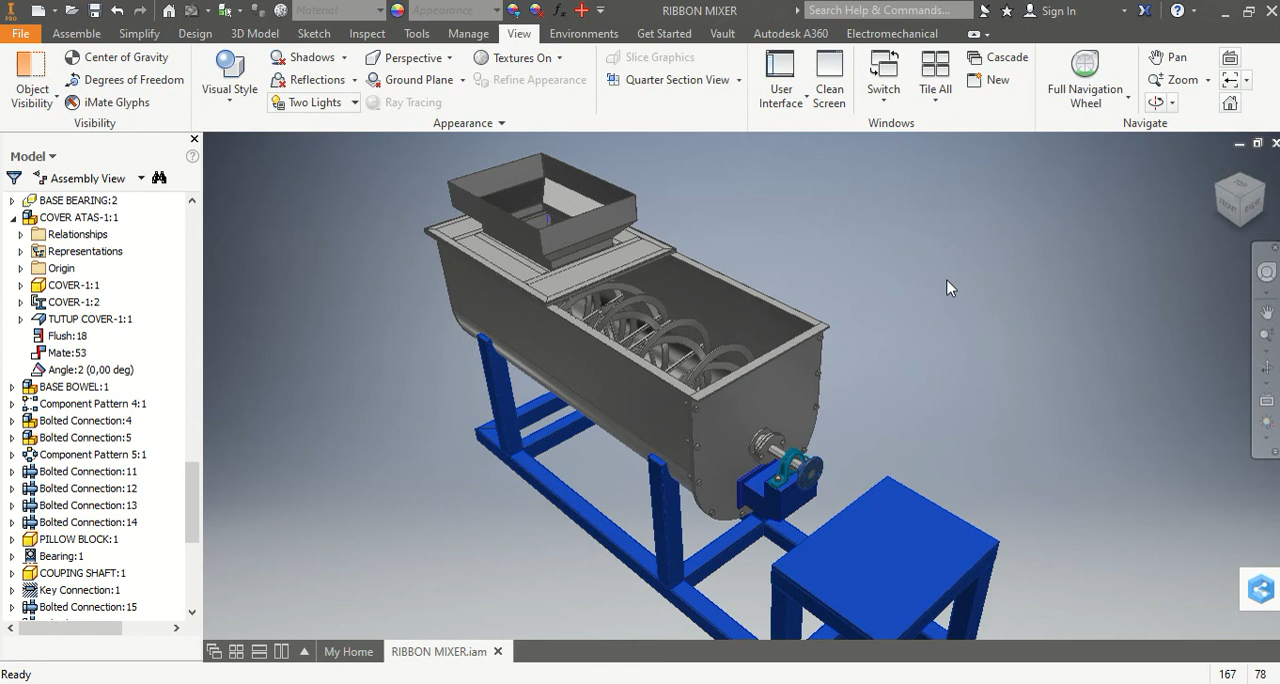 PRO
Material
Appearance
RIBBON MIXER
Search Help & Commands...
Sign In
File
Assemble
Simplify
Design
3D Model
Sketch
Inspect
Tools
Manage
View
Environments
Get Started
Vault
Autodesk A360
Electromechanical
Object
Visibility
Center of Gravity
Degrees of Freedom
iMate Glyphs
Visibility
Visual Style
Shadows
Reflections
Two Lights
Perspective
Ground Plane
Ray Tracing
Textures On
Refine Appearance
Appearance
Slice Graphics
Quarter Section View
User
Interface
Clean
Screen
Switch
Tile All
Cascade
New
Windows
Full Navigation
Wheel
Pan
Zoom
Navigate
Model
Assembly View
BASE BEARING:2
COVER ATAS-1:1
Relationships
Representations
Origin
COVER-1:1
COVER-1:2
TUTUP COVER-1:1
Flush:18
Mate:53
Angle:2 (0,00 deg)
BASE BOWEL:1
Component Pattern 4:1
Bolted Connection:4
Bolted Connection:5
Component Pattern 5:1
Bolted Connection:11
Bolted Connection:12
Bolted Connection:13
Bolted Connection:14
PILLOW BLOCK:1
Bearing:1
COUPING SHAFT:1
Key Connection:1
Bolted Connection:15
TOP
FRONT
RIGHT
My Home
RIBBON MIXER.iam
Ready
167
78